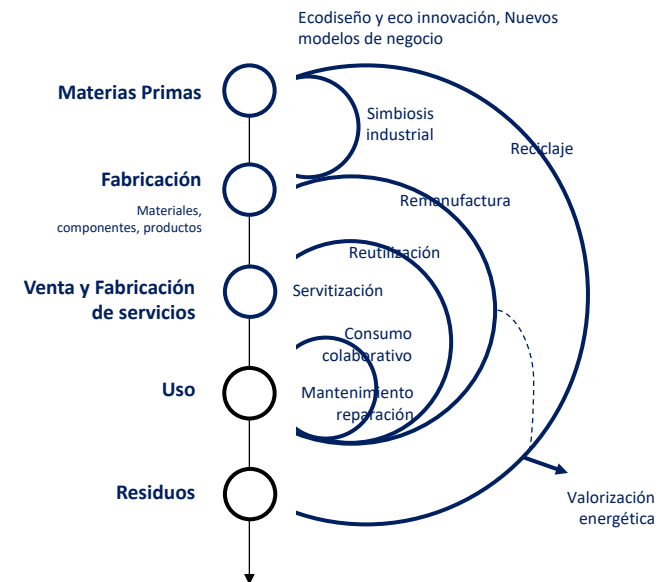 Ecodiseño y eco innovación, Nuevos
modelos de negocio
Materias Primas
Simbiosis
industrial
Reciclaje
Fabricación
Materiales,
componentes, productos
Remanufactura
Reutilización
Venta y Fabricación
de servicios
Servitización
Consumo
colaborativo
Uso
Mantenimiento
reparación
Residuos
Valorización
energética